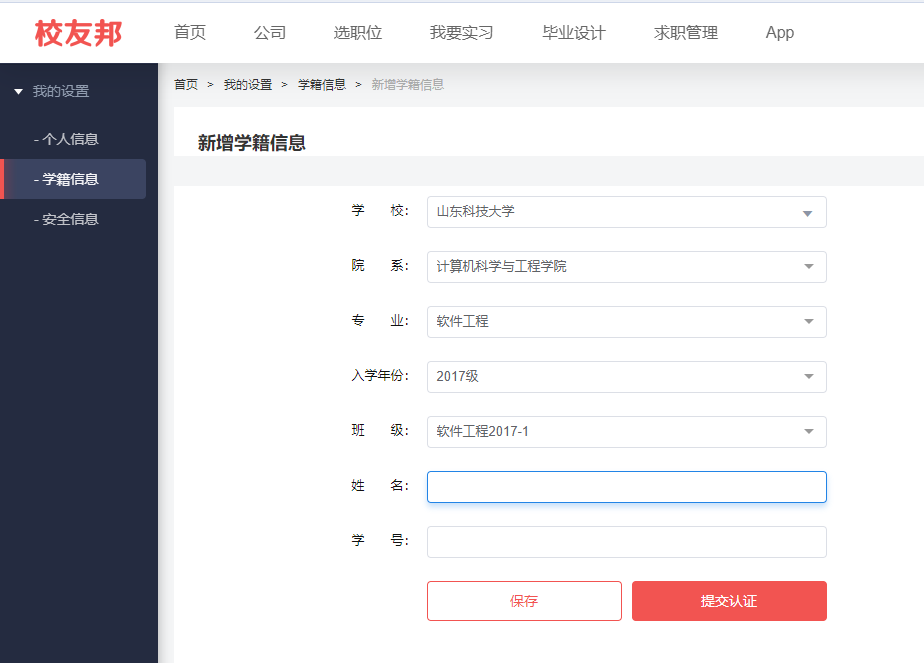 校友邦 首页 公司 选职位 我要实习 毕业设计 求职管理 App
我的设置
- 个人信息
- 学籍信息
- 安全信息
首页 > 我的设置 > 学籍信息 > 新增学籍信息
新增学籍信息
学 校: 山东科技大学
院 系: 计算机科学与工程学院
专 业: 软件工程
入学年份: 2017级
班 级: 软件工程2017-1
姓 名:
学 号:
保存 提交认证